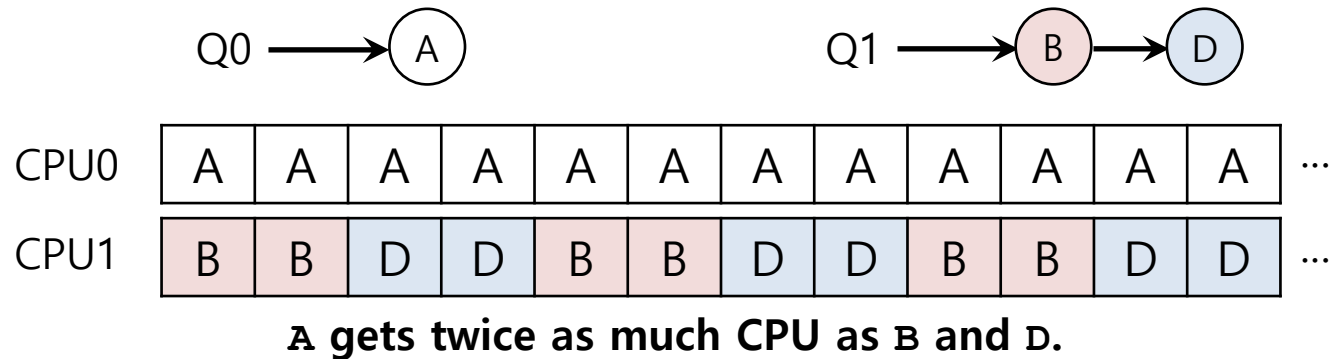 Q0 A Q1 B D
CPU0 A A A A A A A A A A A A ...
CPU1 B B D D B B D D B B D D ...
A gets twice as much CPU as B and D.